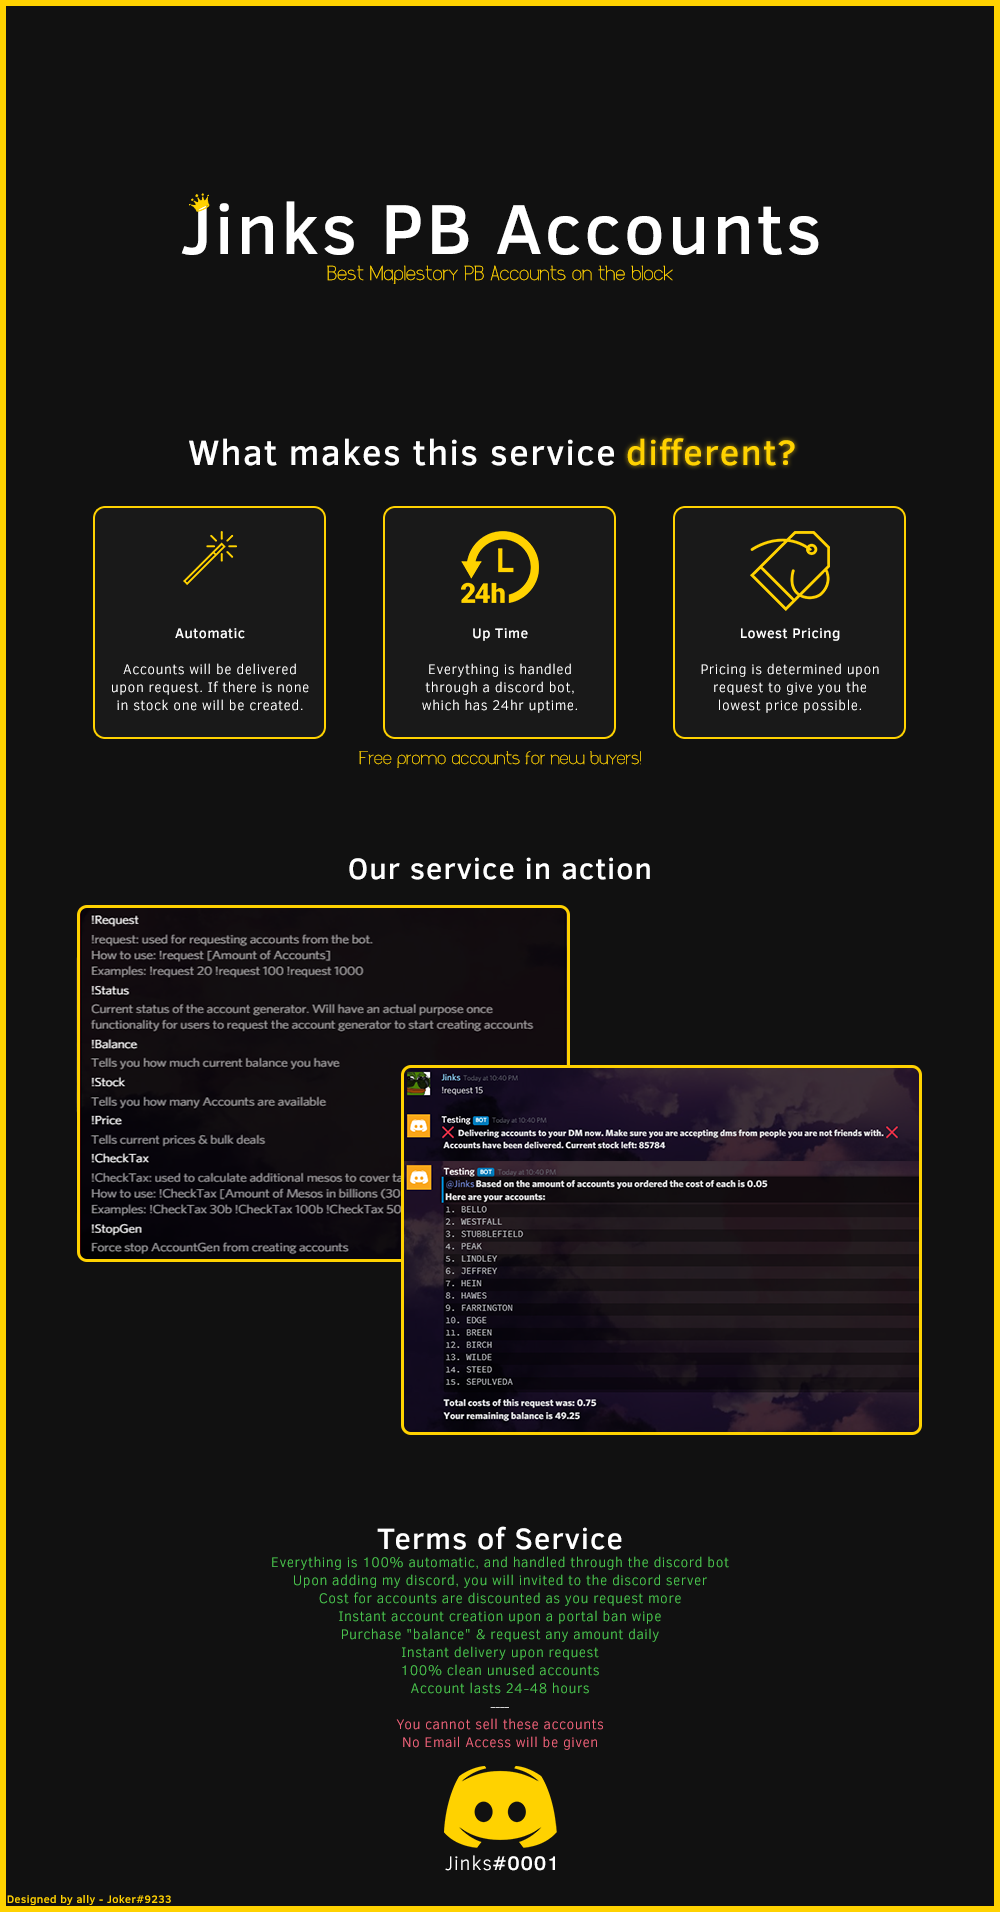 Jinks PB Accounts
Best Maplestory PB Accounts on the block
What makes this service different?
24h
Automatic
Accounts will be delivered
upon request. If there is none
in stock one will be created.
Up Time
Everything is handled
through a discord bot,
which has 24hr uptime.
Lowest Pricing
Pricing is determined upon
request to give you the
lowest price possible.
Free promo accounts for new buyers!
Our service in action
!Request
!request: used for requesting accounts from the bot.
How to use: !request [Amount of Accounts]
Examples: !request 20 !request 100 !request 1000
!Status
Current status of the account generator. Will have an actual purpose once
functionality for users to request the account generator to start creating accounts
!Balance
Tells you how much current balance you have
!Stock
Tells you how many Accounts are available
!Price
Tells current prices & bulk deals
!CheckTax
!CheckTax: used to calculate additional mesos to cover ta
How to use: !CheckTax [Amount of Mesos in billions (30
Examples: !CheckTax 30b !CheckTax 100b !CheckTax 50
!StopGen
Force stop AccountGen from creating accounts
Jinks Today at 10:40 PM
!request 15
Testing BOT Today at 10:40 PM
❌ Delivering accounts to your DM now. Make sure you are accepting dms from people you are not friends with. ❌
Accounts have been delivered. Current stock left: 85784
Testing BOT Today at 10:40 PM
@Jinks Based on the amount of accounts you ordered the cost of each is 0.05
Here are your accounts:
1. BELLO
2. WESTFALL
3. STUBBLEFIELD
4. PEAK
5. LINDLEY
6. JEFFREY
7. HEIN
8. HAWES
9. FARRINGTON
10. EDGE
11. BREEN
12. BIRCH
13. WILDE
14. STEED
15. SEPULVEDA
Total costs of this request was: 0.75
Your remaining balance is 49.25
Terms of Service
Everything is 100% automatic, and handled through the discord bot
Upon adding my discord, you will invited to the discord server
Cost for accounts are discounted as you request more
Instant account creation upon a portal ban wipe
Purchase "balance" & request any amount daily
Instant delivery upon request
100% clean unused accounts
Account lasts 24-48 hours
You cannot sell these accounts
No Email Access will be given
Jinks#0001
Designed by ally - Joker#9233